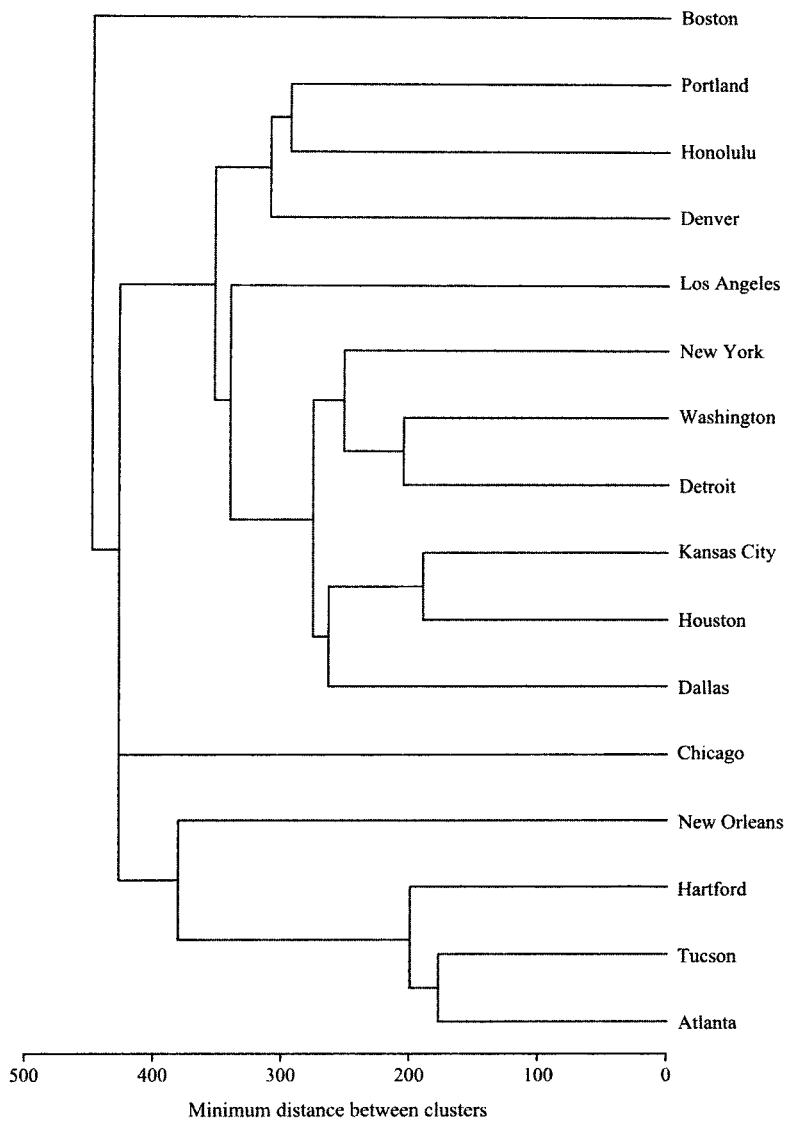 Boston
Portland
Honolulu
Denver
Los Angeles
New York
Washington
Detroit
Kansas City
Houston
Dallas
Chicago
New Orleans
Hartford
Tucson
Atlanta
500 400 300 200 100 0
Minimum distance between clusters